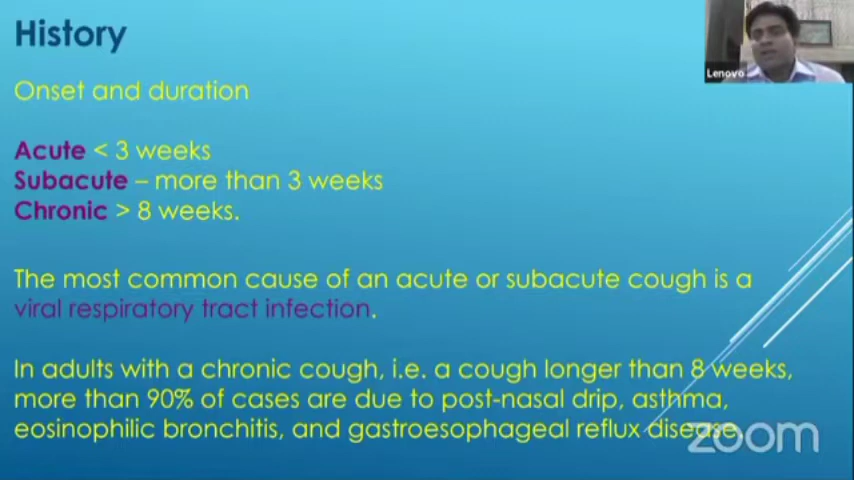 History
Lenovo
Onset and duration
Acute < 3 weeks
Subacute – more than 3 weeks
Chronic > 8 weeks.
The most common cause of an acute or subacute cough is a
viral respiratory tract infection.
In adults with a chronic cough, i.e. a cough longer than 8 weeks,
more than 90% of cases are due to post-nasal drip, asthma,
eosinophilic bronchitis, and gastroesophageal reflux disease.
zoom